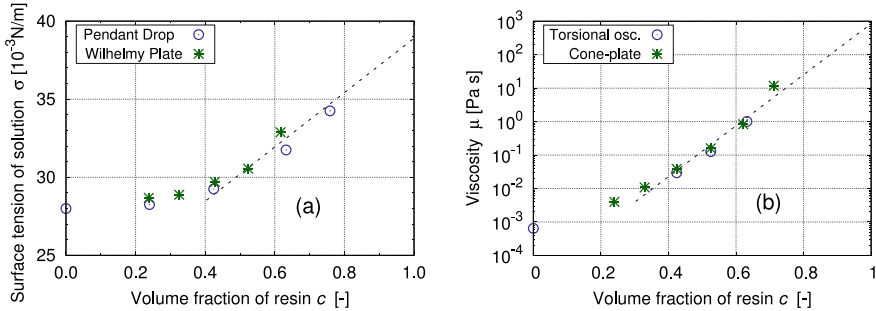 Surface tension of solution σ [10⁻³N/m]
40
35
30
25
Pendant Drop
Wilhelmy Plate
(a)
0.0 0.2 0.4 0.6 0.8 1.0
Volume fraction of resin c [-]
Viscosity μ [Pa s]
10³
10²
10¹
10⁰
10⁻¹
10⁻²
10⁻³
10⁻⁴
Torsional osc.
Cone-plate
(b)
0 0.2 0.4 0.6 0.8 1
Volume fraction of resin c [-]